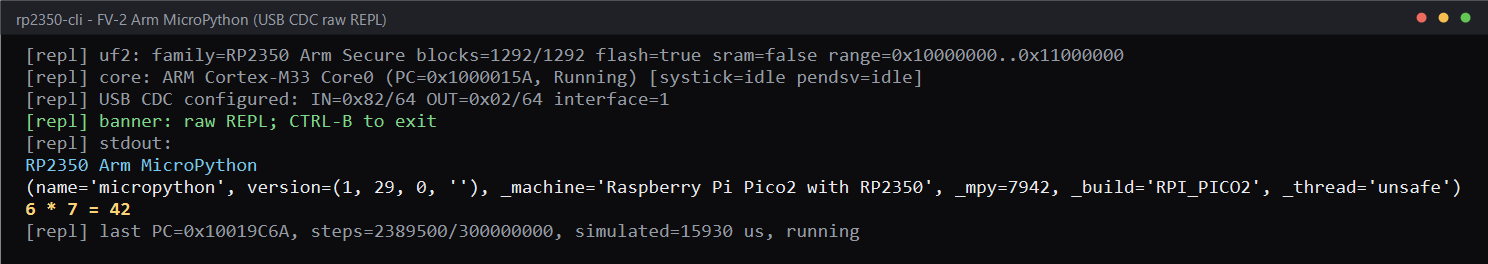 rp2350-cli - FV-2 Arm MicroPython (USB CDC raw REPL)
[repl] uf2: family=RP2350 Arm Secure blocks=1292/1292 flash=true sram=false range=0x10000000..0x11000000
[repl] core: ARM Cortex-M33 Core0 (PC=0x1000015A, Running) [systick=idle pendsv=idle]
[repl] USB CDC configured: IN=0x82/64 OUT=0x02/64 interface=1
[repl] banner: raw REPL; CTRL-B to exit
[repl] stdout:
RP2350 Arm MicroPython
(name='micropython', version=(1, 29, 0, ''), _machine='Raspberry Pi Pico2 with RP2350', _mpy=7942, _build='RPI_PICO2', _thread='unsafe')
6 * 7 = 42
[repl] last PC=0x10019C6A, steps=2389500/300000000, simulated=15930 us, running